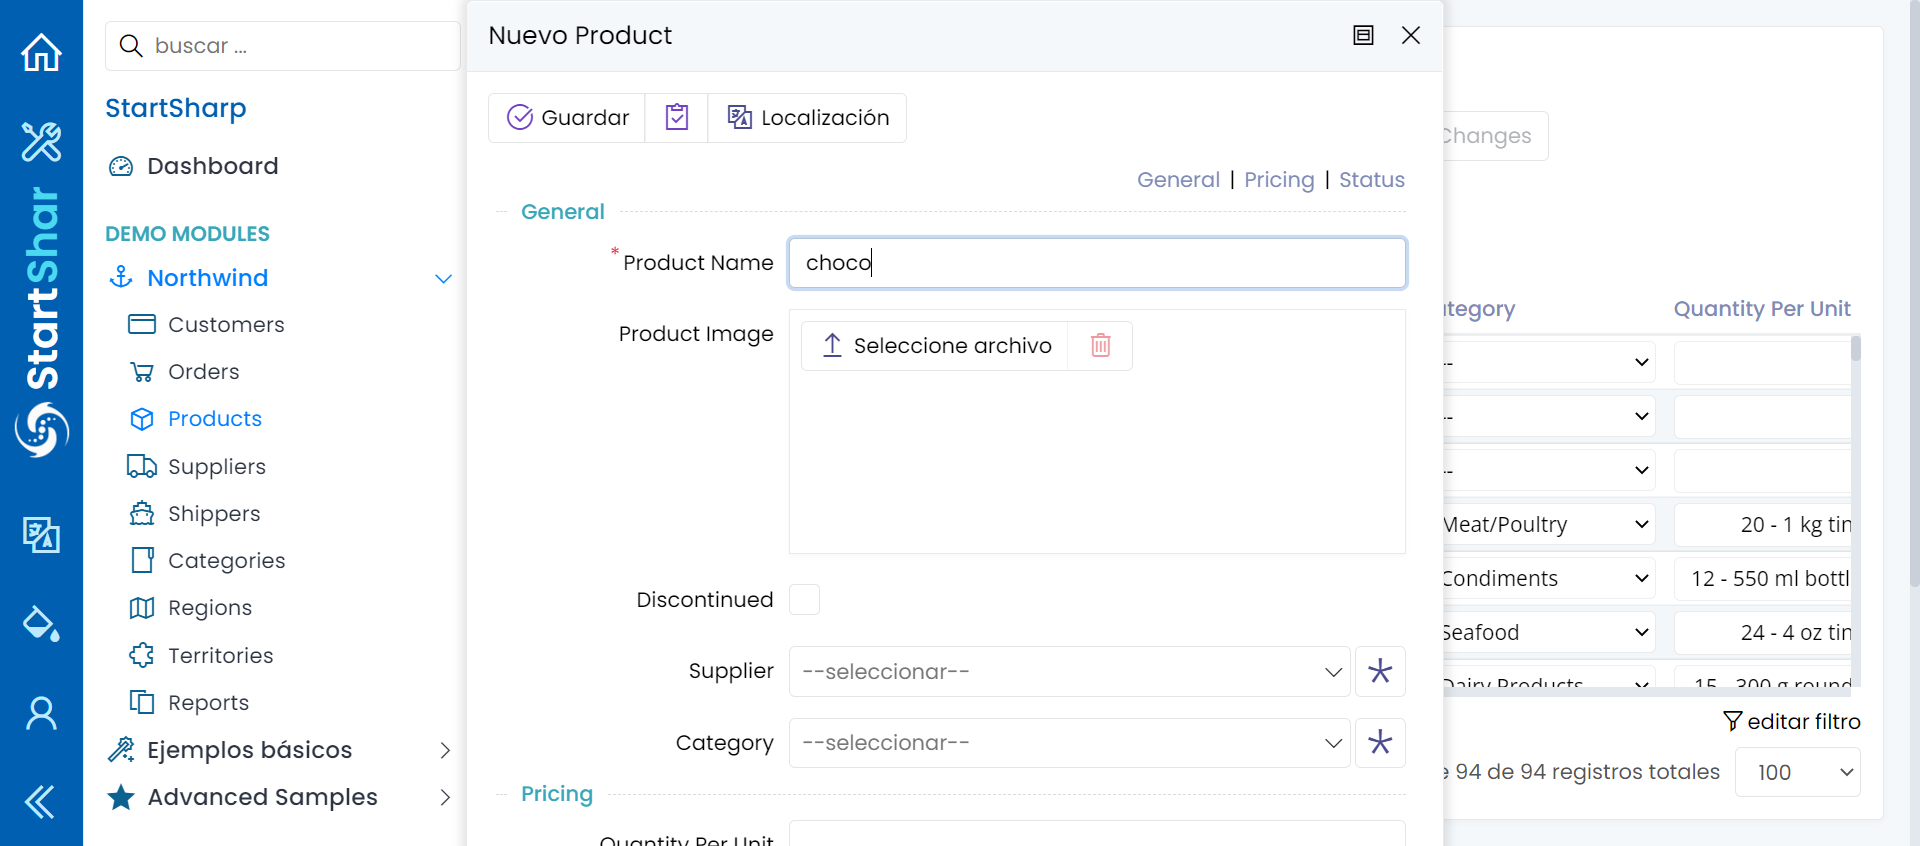 StartShar
buscar ...
StartSharp
Dashboard
DEMO MODULES
Northwind
Customers
Orders
Products
Suppliers
Shippers
Categories
Regions
Territories
Reports
Ejemplos básicos
Advanced Samples
Nuevo Product
Guardar
Localización
General | Pricing | Status
General
* Product Name
choco
Product Image
Seleccione archivo
Discontinued
Supplier
--seleccionar--
Category
--seleccionar--
Pricing
Quantity Per Unit
Changes
tegory
Quantity Per Unit
--
--
--
Meat/Poultry
20 - 1 kg tin
Condiments
12 - 550 ml bottl
Seafood
24 - 4 oz tin
Dairy Products
15 - 300 g round
editar filtro
e 94 de 94 registros totales
100